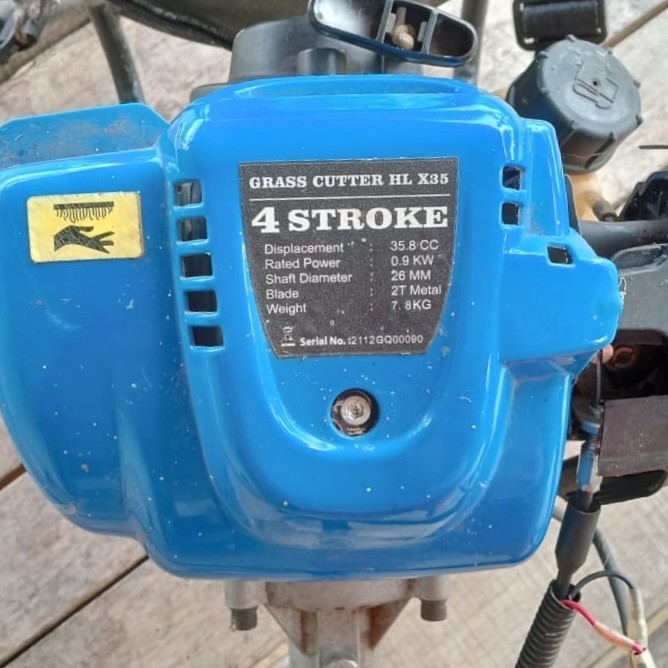 GRASS CUTTER HL X35
4 STROKE
Displacement : 35.8 CC
Rated Power : 0.9 KW
Shaft Diameter : 26 MM
Blade : 2T Metal
Weight : 7.8KG
Serial No.:2112GQ00090